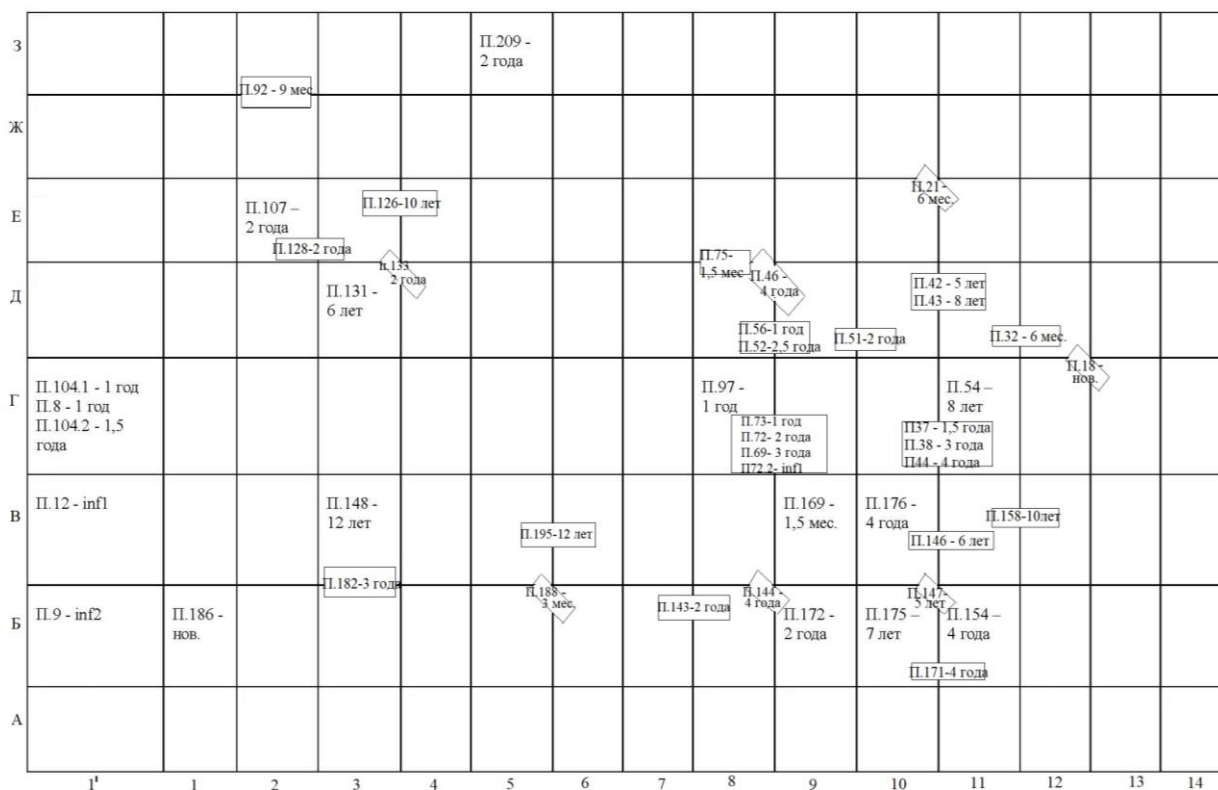 З
П.209 -
2 года
П.92 - 9 мес
Ж
Е
П.107 –
2 года
П.126-10 лет
П.21 -
6 мес.
П.128-2 года
п.133
2 года
П.75-
1,5 мес
П.46 -
4 года
Д
П.131 -
6 лет
П.42 - 5 лет
П.43 - 8 лет
П.56-1 год
П.52-2,5 года
П.51-2 года
П.32 - 6 мес.
П.18 -
нов.
Г
П.104.1 - 1 год
П.8 - 1 год
П.104.2 - 1,5
года
П.97 -
1 год
П.54 –
8 лет
П.73-1 год
П.72- 2 года
П.69- 3 года
П72.2- inf1
П37 - 1,5 года
П.38 - 3 года
П44 - 4 года
В
П.12 - inf1
П.148 -
12 лет
П.169 -
1,5 мес.
П.176 -
4 года
П.195-12 лет
П.158-10лет
П.146 - 6 лет
П.182-3 года
П.188 -
3 мес.
П.144 -
4 года
П.147-
5 лет
Б
П.9 - inf2
П.186 -
нов.
П.143-2 года
П.172 –
2 года
П.175 –
7 лет
П.154 –
4 года
П.171-4 года
А
1' 1 2 3 4 5 6 7 8 9 10 11 12 13 14